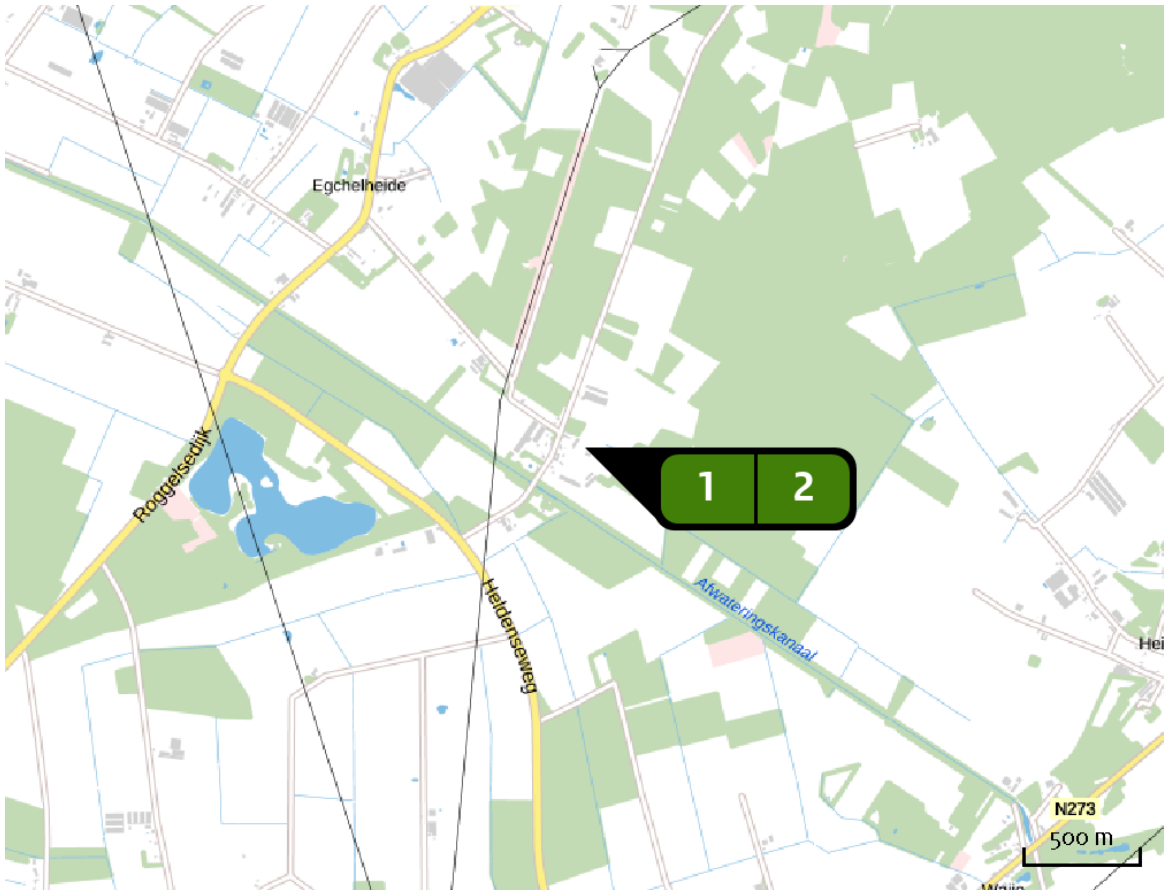 Egchelheide
Roggelsedijk
1 2
Heldenseweg
Afwateringskanaal
Hei
N273
500 m